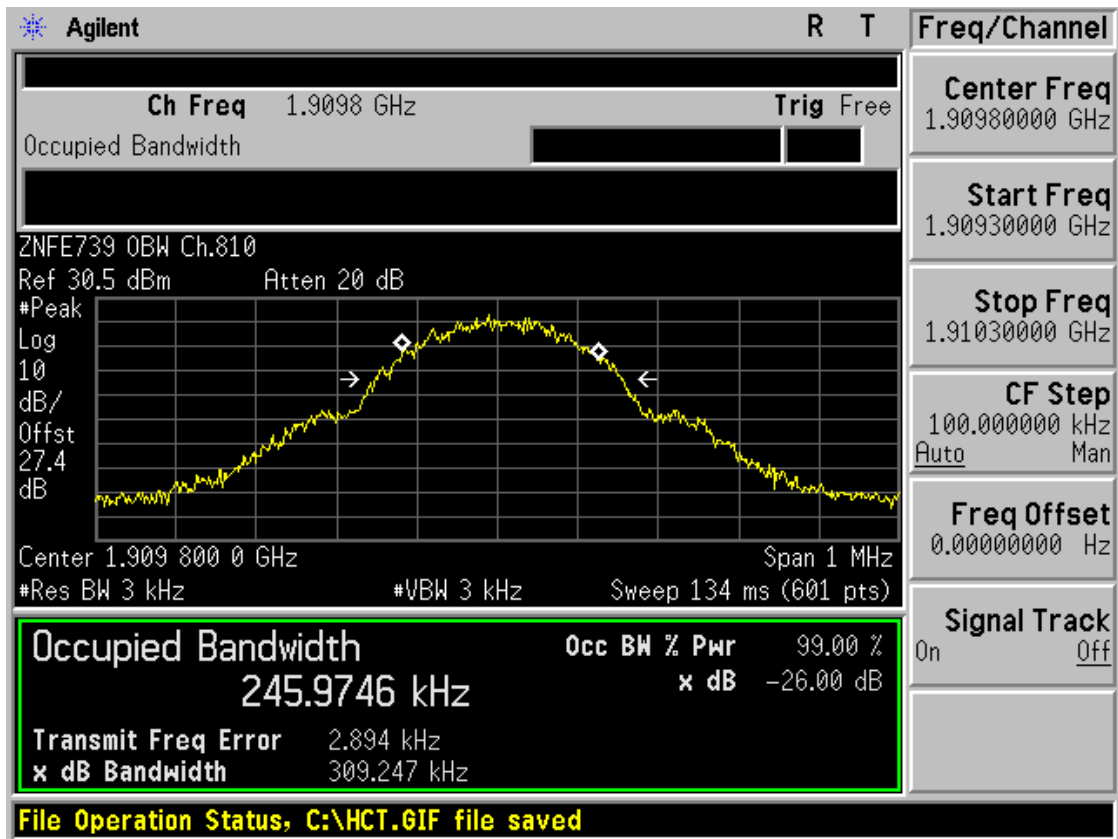 Agilent
R T
Freq/Channel
Ch Freq 1.9098 GHz
Trig Free
Occupied Bandwidth
Center Freq
1.90980000 GHz
Start Freq
1.90930000 GHz
Stop Freq
1.91030000 GHz
CF Step
100.000000 kHz
Auto Man
Freq Offset
0.00000000 Hz
Signal Track
On Off
ZNFE739 OBW Ch.810
Ref 30.5 dBm Atten 20 dB
#Peak
Log
10
dB/
Offst
27.4
dB
Center 1.909 800 0 GHz Span 1 MHz
#Res BW 3 kHz #VBW 3 kHz Sweep 134 ms (601 pts)
Occupied Bandwidth
245.9746 kHz
Occ BW % Pwr 99.00 %
x dB -26.00 dB
Transmit Freq Error 2.894 kHz
x dB Bandwidth 309.247 kHz
File Operation Status, C:\HCT.GIF file saved